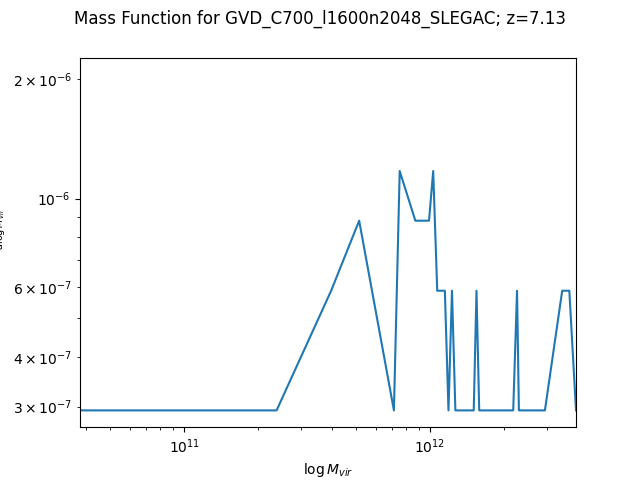 Mass Function for GVD_C700_l1600n2048_SLEGAC; z=7.13
2 × 10⁻⁶
10⁻⁶
6 × 10⁻⁷
4 × 10⁻⁷
3 × 10⁻⁷
10¹¹ 10¹²
log M_vir